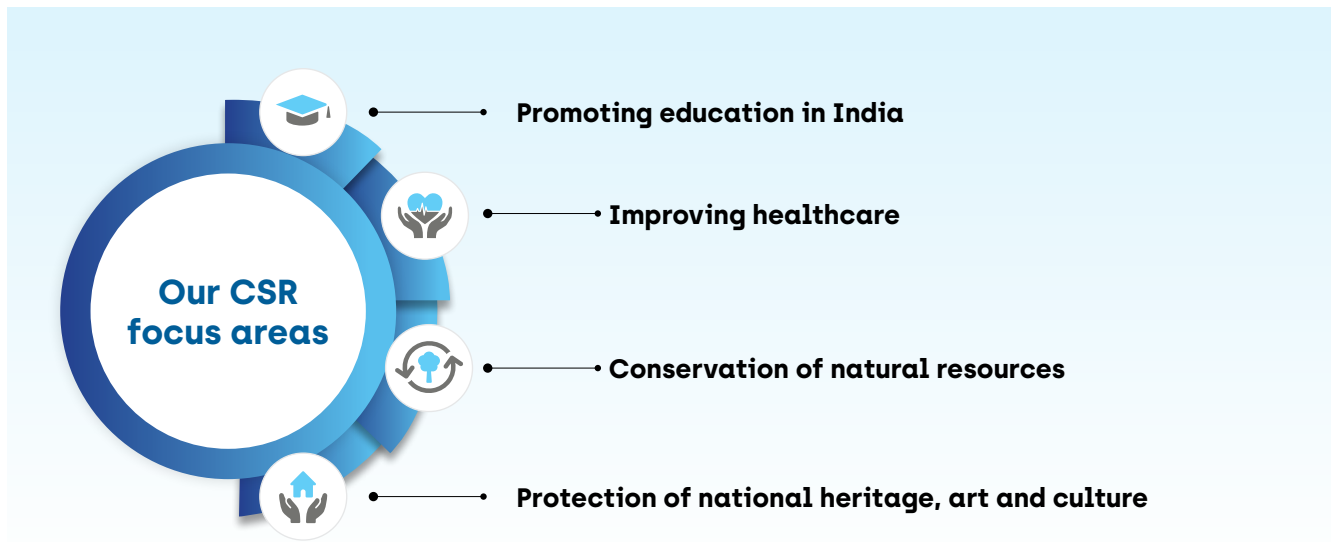 Promoting education in India
Improving healthcare
Our CSR
focus areas
Conservation of natural resources
Protection of national heritage, art and culture